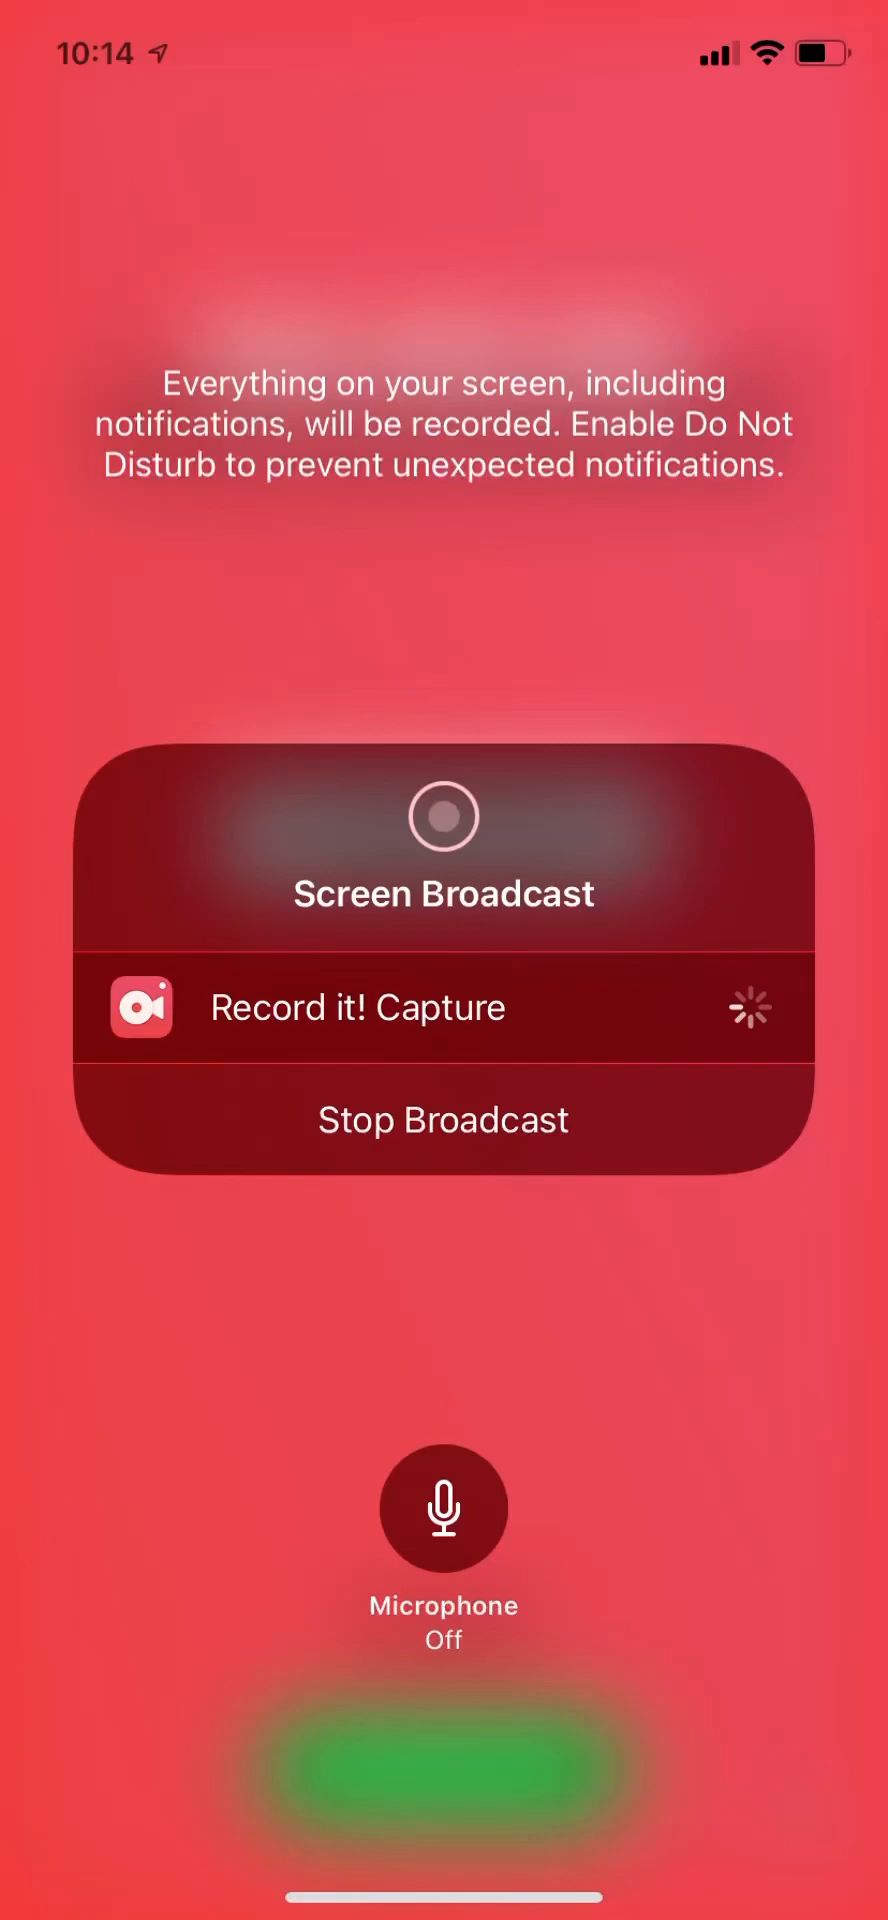 10:14
Everything on your screen, including
notifications, will be recorded. Enable Do Not
Disturb to prevent unexpected notifications.
Screen Broadcast
Record it! Capture
Stop Broadcast
Microphone
Off